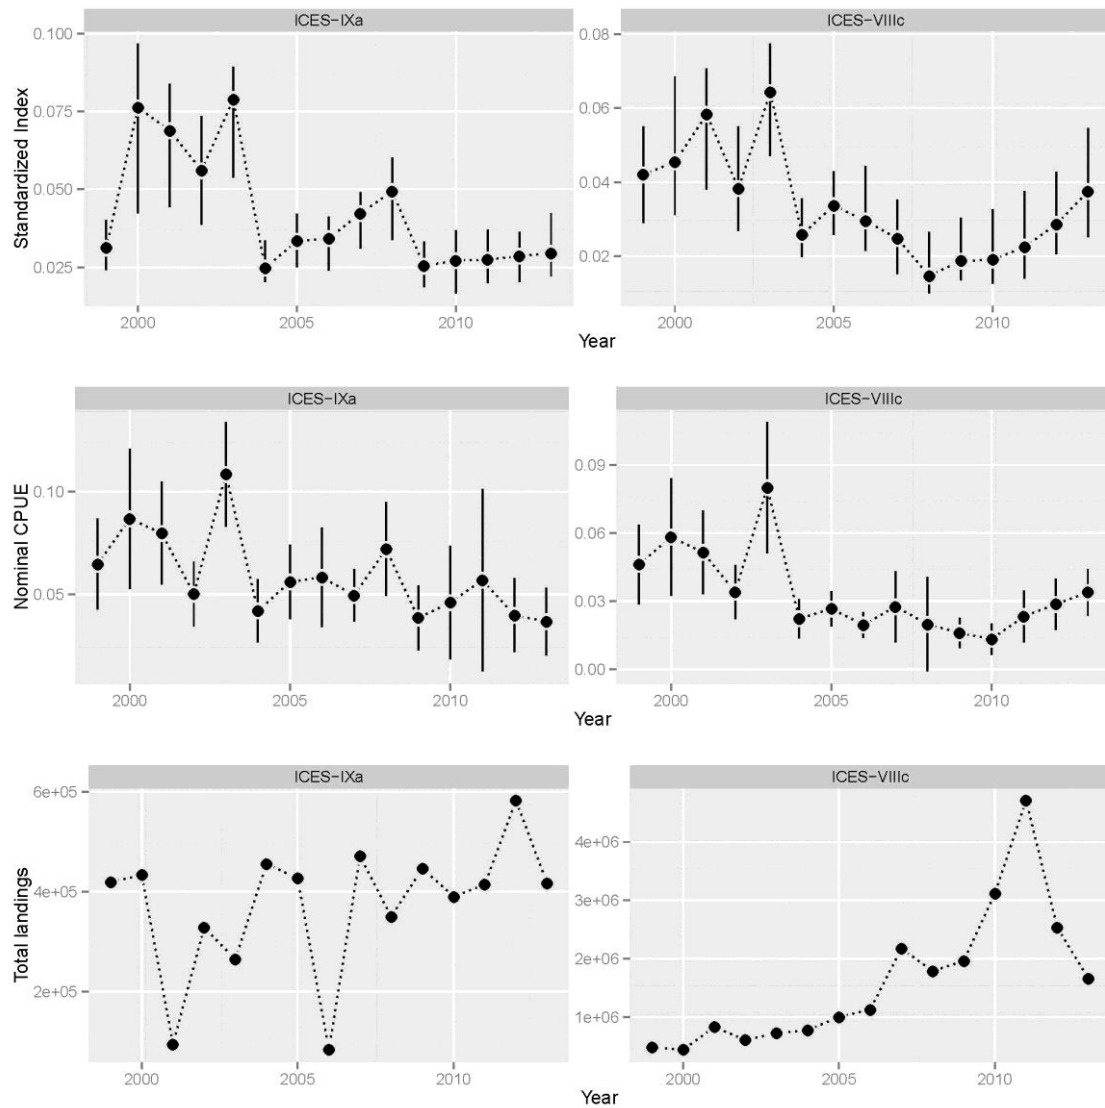 ICES-IXa ICES-VIIIc
Standardized Index
0.100
0.075
0.050
0.025
0.08
0.06
0.04
0.02
2000 2005 2010 2000 2005 2010
Year
ICES-IXa ICES-VIIIc
Nominal CPUE
0.10
0.05
0.09
0.06
0.03
0.00
2000 2005 2010 2000 2005 2010
Year
ICES-IXa ICES-VIIIc
Total landings
6e+05
4e+05
2e+05
4e+06
3e+06
2e+06
1e+06
2000 2005 2010 2000 2005 2010
Year